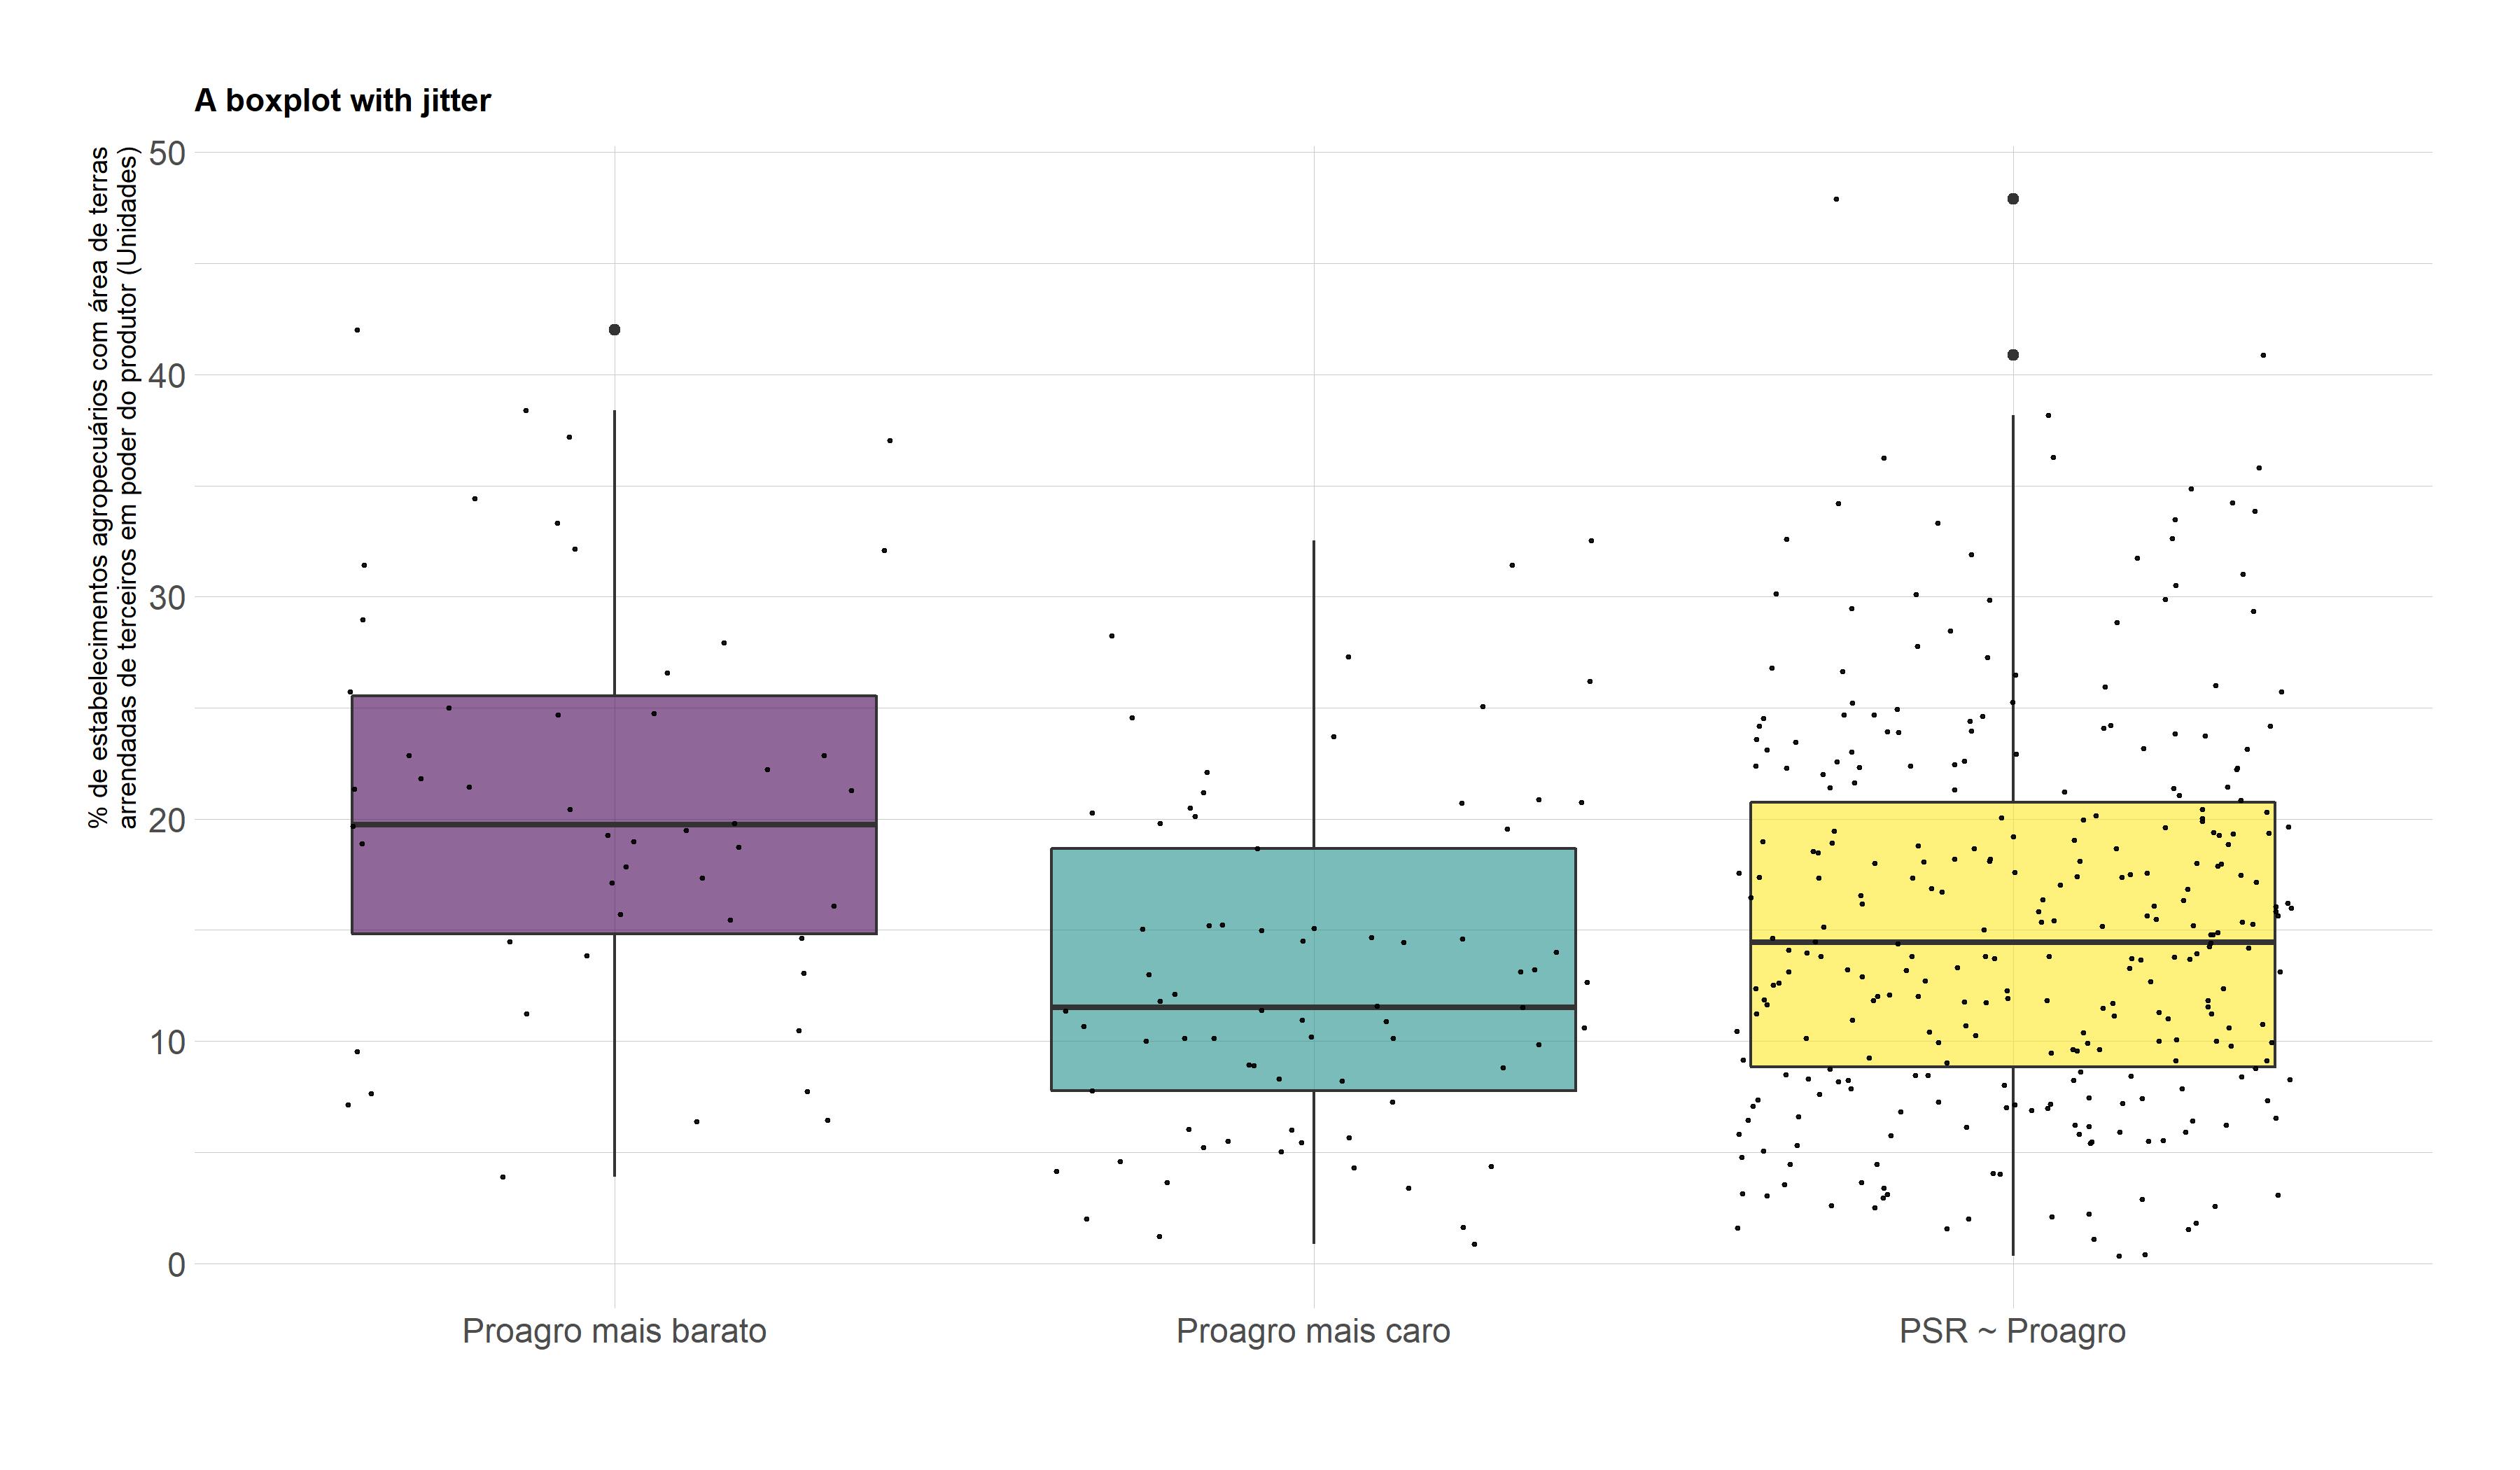 A boxplot with jitter
% de estabelecimentos agropecuários com área de terras
arrendadas de terceiros em poder do produtor (Unidades)
50
40
30
20
10
0
Proagro mais barato
Proagro mais caro
PSR ~ Proagro